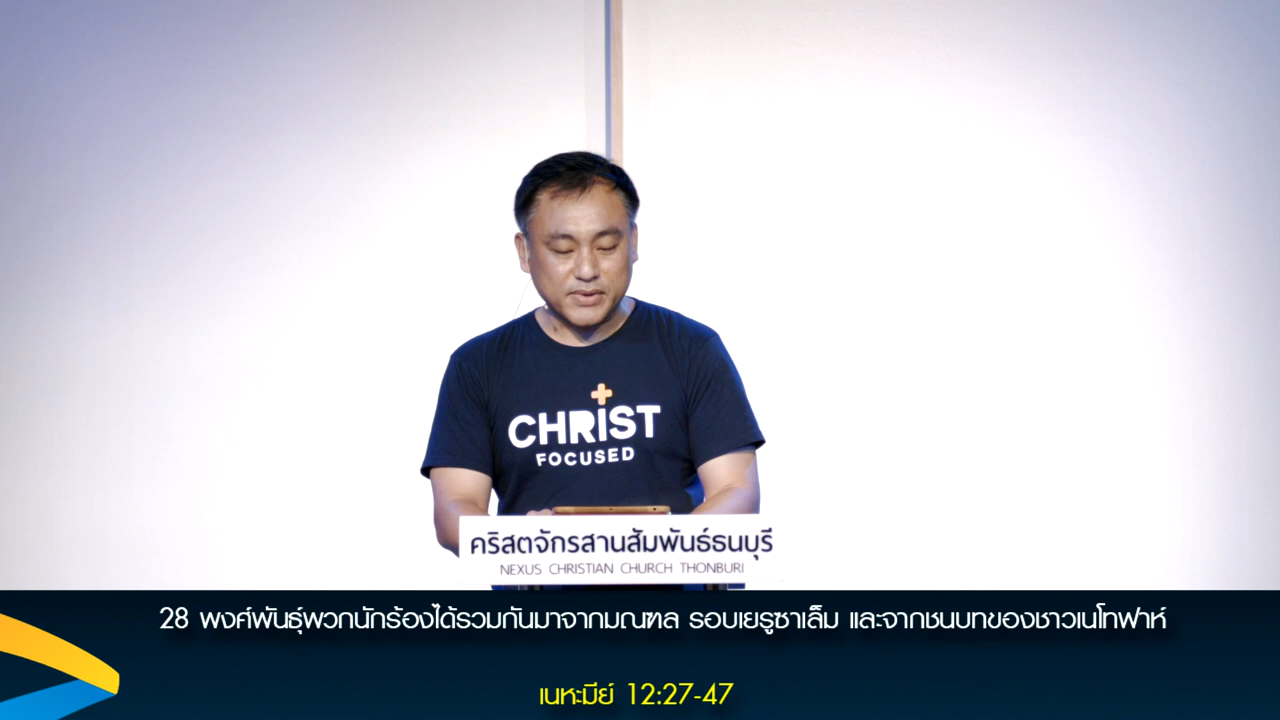 CHRiST
FOCUSED
คริสตจักรสานสัมพันธ์ธนบุรี
NEXUS CHRISTIAN CHURCH THONBURI
28 พงศ์พันธุ์พวกนักร้องได้รวมกันมาจากมณฑล รอบเยรูซาเล็ม และจากชนบทของชาวเนโทฟาห์
เนหะมีย์ 12:27-47